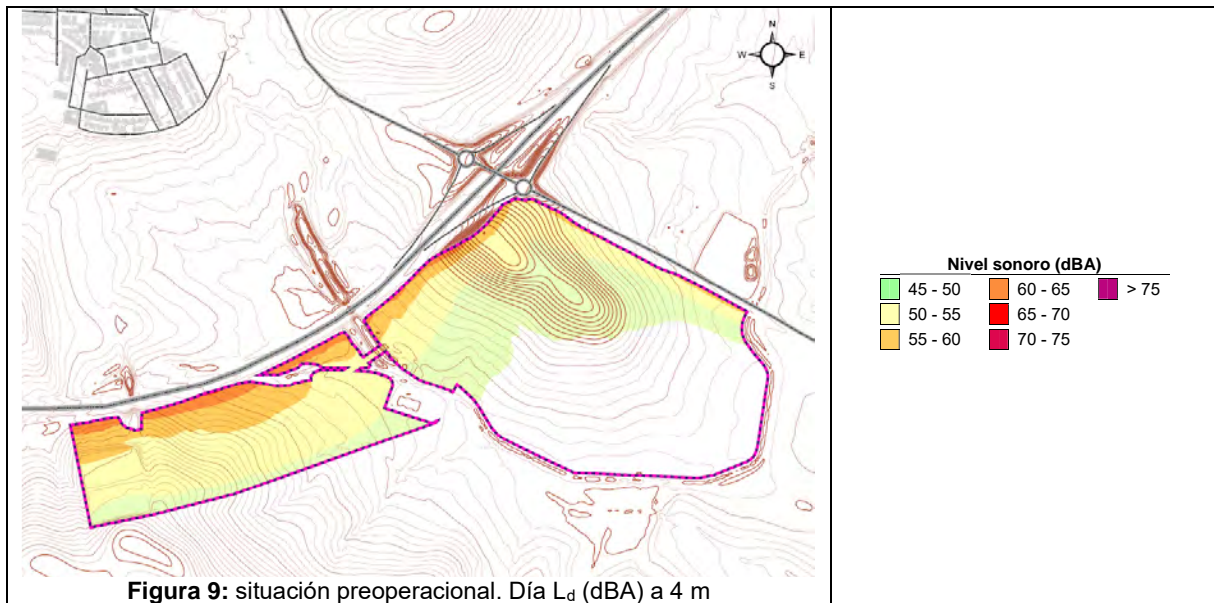 N
W E
S
Nivel sonoro (dBA)
45 - 50 60 - 65 > 75
50 - 55 65 - 70
55 - 60 70 - 75
Figura 9: situación preoperacional. Día Ld (dBA) a 4 m